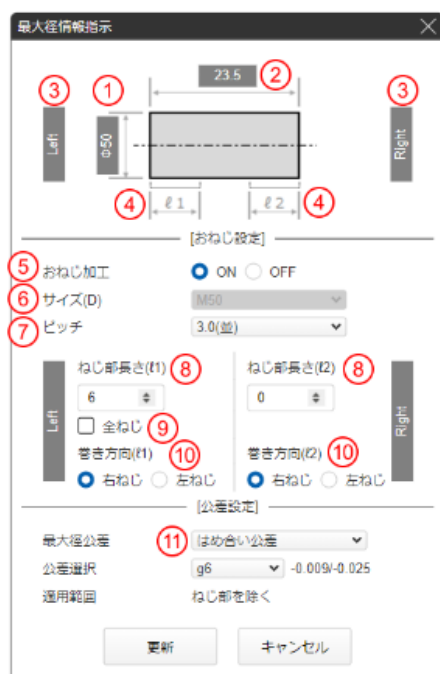 最大径情報指示
23.5 ②
③ ① ③
Left Φ50 Right
④ ℓ1 ℓ2 ④
[おねじ設定]
⑤ おねじ加工 ON OFF
⑥ サイズ(D) M50
⑦ ピッチ 3.0(並)
ねじ部長さ(ℓ1) ⑧ ねじ部長さ(ℓ2) ⑧
6 0
Left Right
全ねじ ⑨
巻き方向(ℓ1) ⑩ 巻き方向(ℓ2) ⑩
右ねじ 左ねじ 右ねじ 左ねじ
[公差設定]
最大径公差 ⑪ はめ合い公差
公差選択 g6 -0.009/-0.025
適用範囲 ねじ部を除く
更新 キャンセル